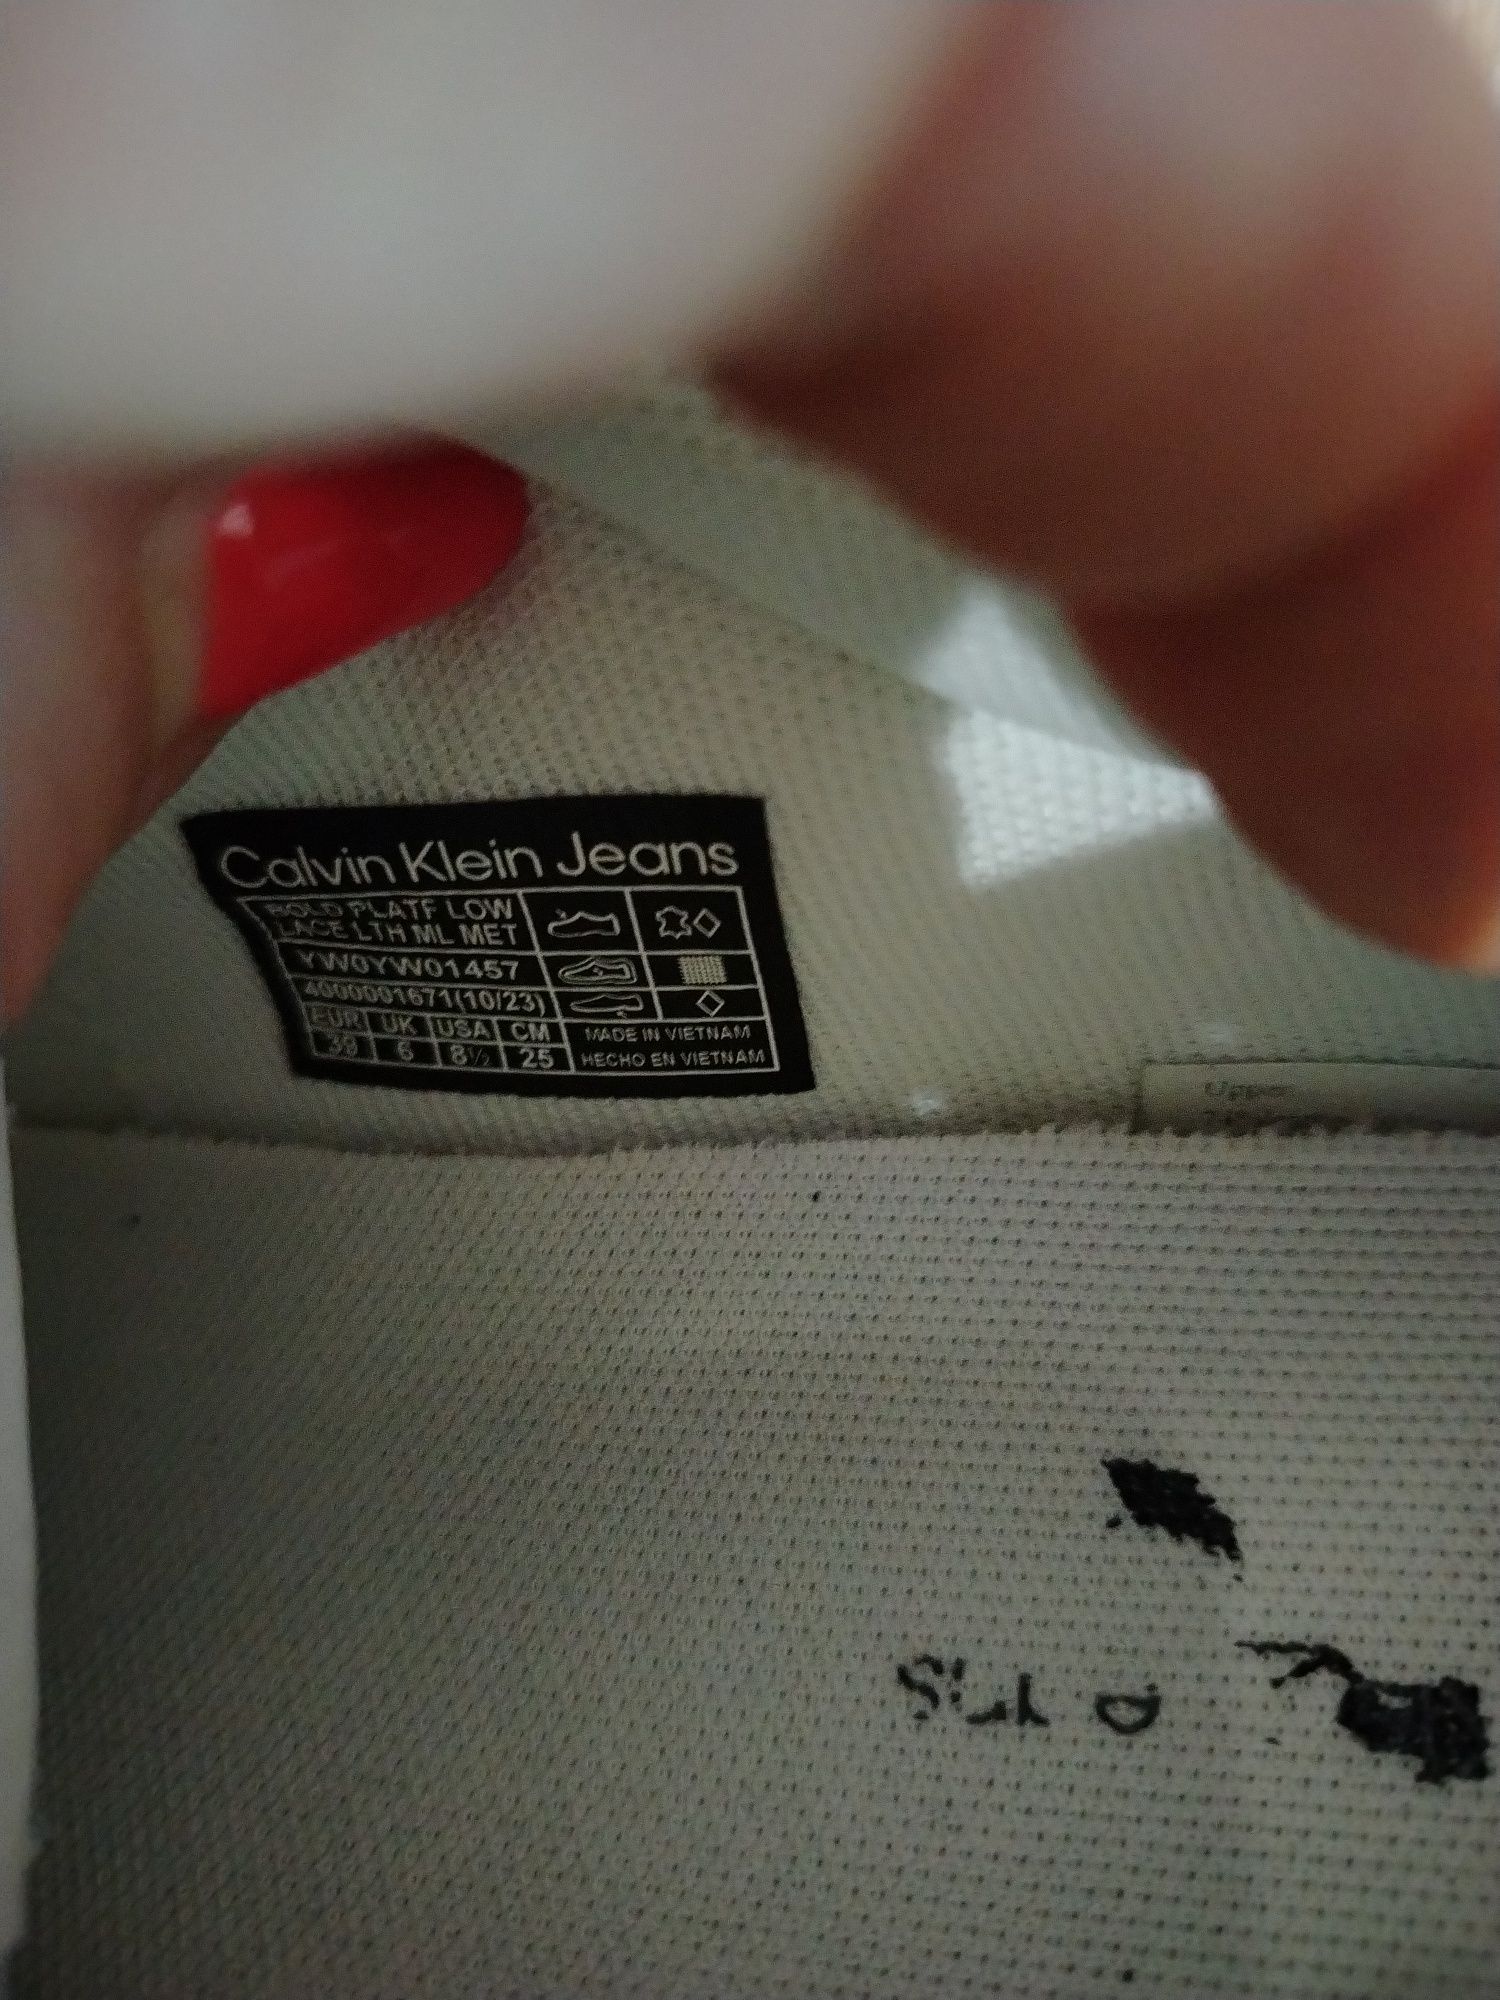 Calvin Klein Jeans
BOLD PLATF LOW
LACE LTH ML MET
YW0YW01457
4000001671(10/23)
EUR UK USA CM
39 6 8½ 25
MADE IN VIETNAM
HECHO EN VIETNAM
Upper